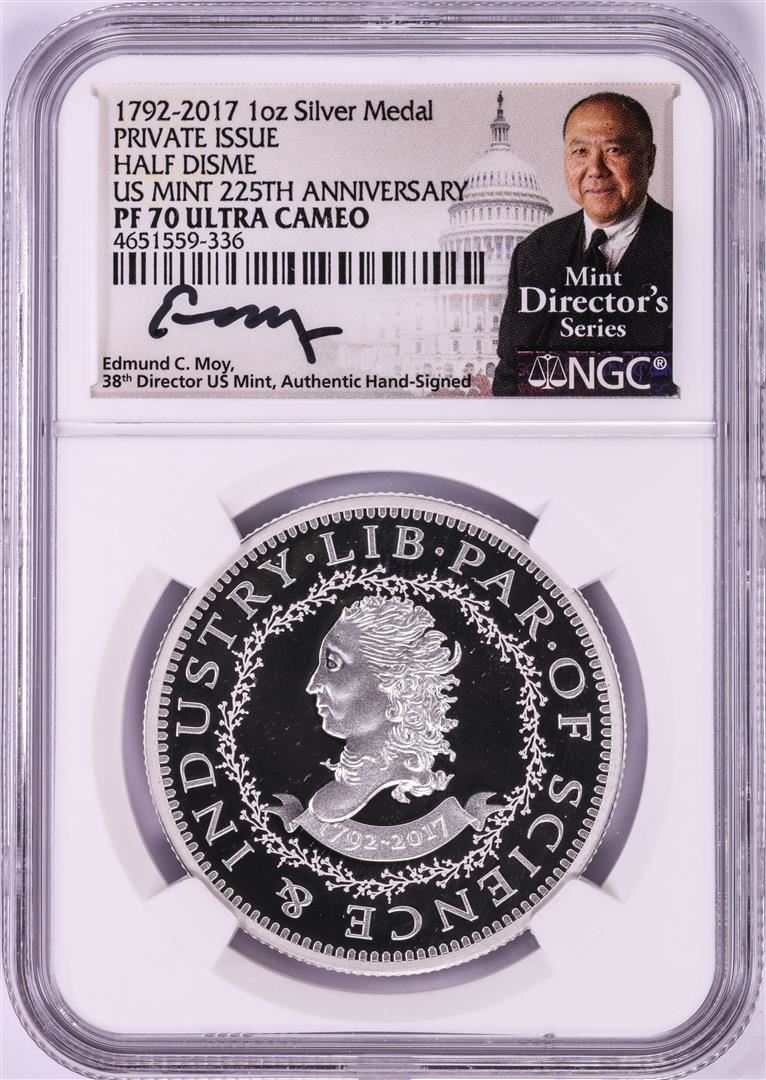 1792-2017 1oz Silver Medal
PRIVATE ISSUE
HALF DISME
US MINT 225TH ANNIVERSARY
PF 70 ULTRA CAMEO
4651559-336
Edmund C. Moy,
38th Director US Mint, Authentic Hand-Signed
Mint
Director's
Series
NGC®
LIB·PAR·OF SCIENCE & INDUSTRY·
1792-2017